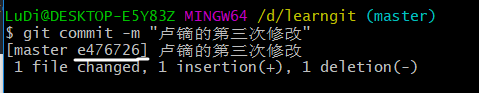 LuDi@DESKTOP-E5Y83Z MINGW64 /d/learngit (master)
$ git commit -m "卢镝的第三次修改"
[master e476726] 卢镝的第三次修改
1 file changed, 1 insertion(+), 1 deletion(-)